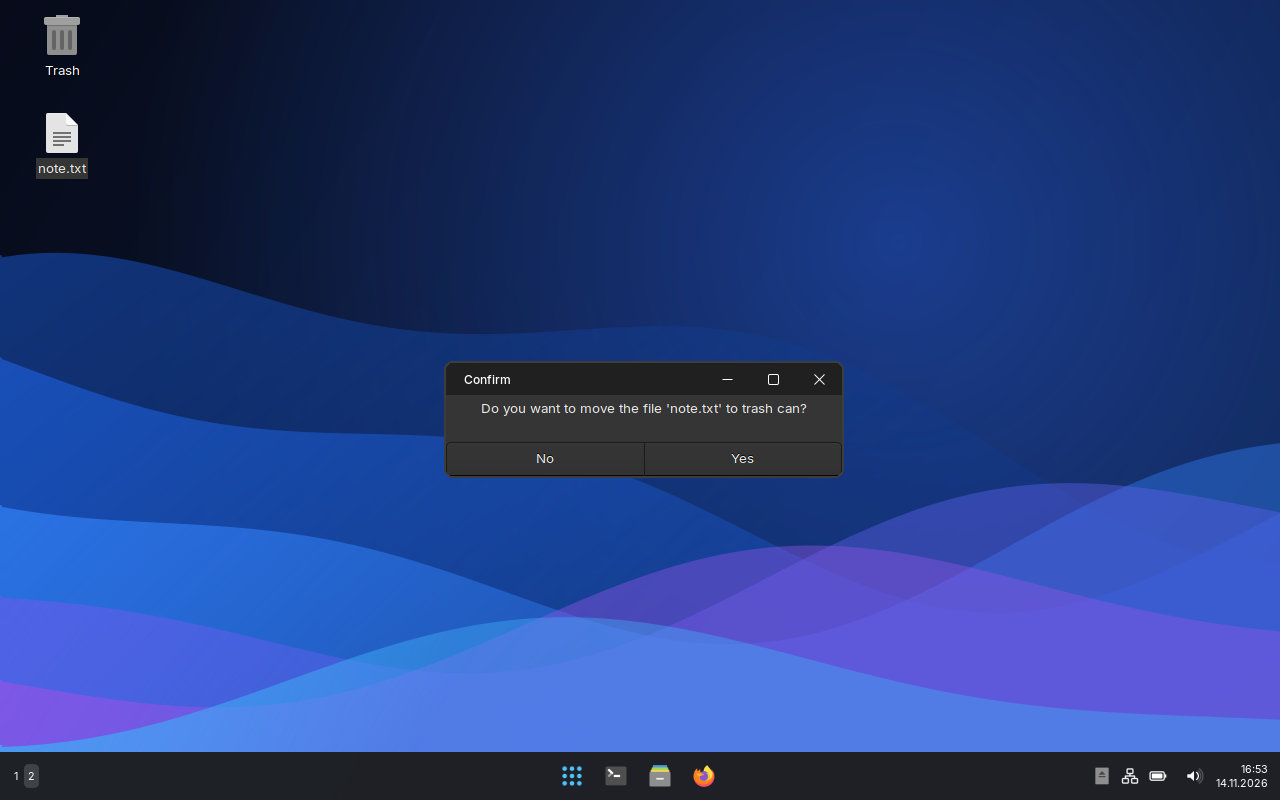 Trash
note.txt
Confirm
Do you want to move the file 'note.txt' to trash can?
No
Yes
1
2
16:53
14.11.2026